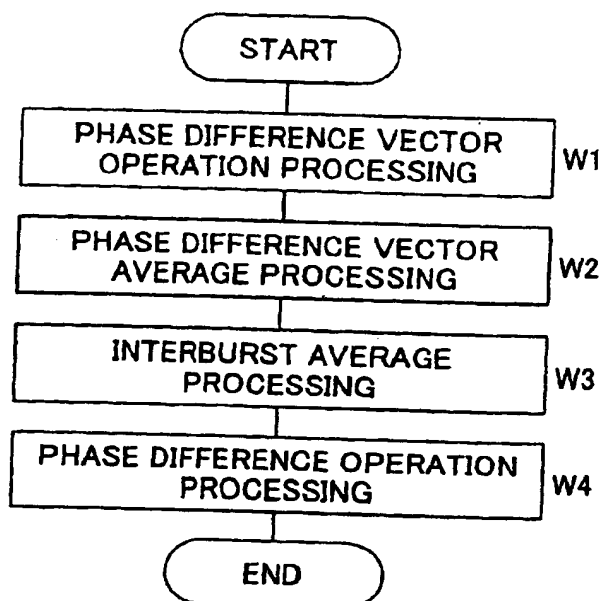 START
PHASE DIFFERENCE VECTOR
OPERATION PROCESSING
W1
PHASE DIFFERENCE VECTOR
AVERAGE PROCESSING
W2
INTERBURST AVERAGE
PROCESSING
W3
PHASE DIFFERENCE OPERATION
PROCESSING
W4
END